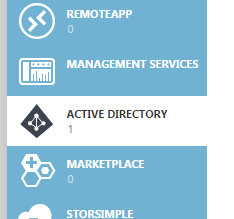 REMOTEAPP
0
MANAGEMENT SERVICES
ACTIVE DIRECTORY
1
MARKETPLACE
0
STORSIMPLE